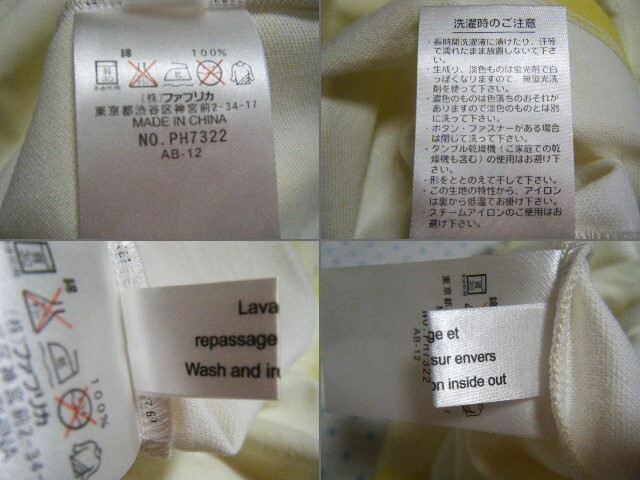 綿 100%
(株)ファブリカ
東京都渋谷区神宮前2-34-17
MADE IN CHINA
NO. PH7322
AB-12
洗濯時のご注意
・長時間洗濯液に漬けたり、汗等
で濡れたまま放置しないで下さ
い。
・生成り、淡色ものは蛍光剤で白
っぽくなりますので、無蛍光洗
剤を使って下さい。
・濃色のものは色落ちのおそれが
ありますので淡色のものとは別
に洗って下さい。
・ボタン・ファスナーがある場合
は閉じて洗って下さい。
・タンブル乾燥機(ご家庭での乾
燥機も含む)の使用はお避け下
さい。
・形をととのえて干して下さい。
・この生地の特性から、アイロン
は裏から低温でお掛け下さい。
・スチームアイロンのご使用はお
避け下さい。
綿
100%
(株)ファブリカ
宮前2-34-
CHINA
Lava
repassage
Wash and iro
東京都
NO. PH7322
AB-12
ge et
sur envers
on inside out